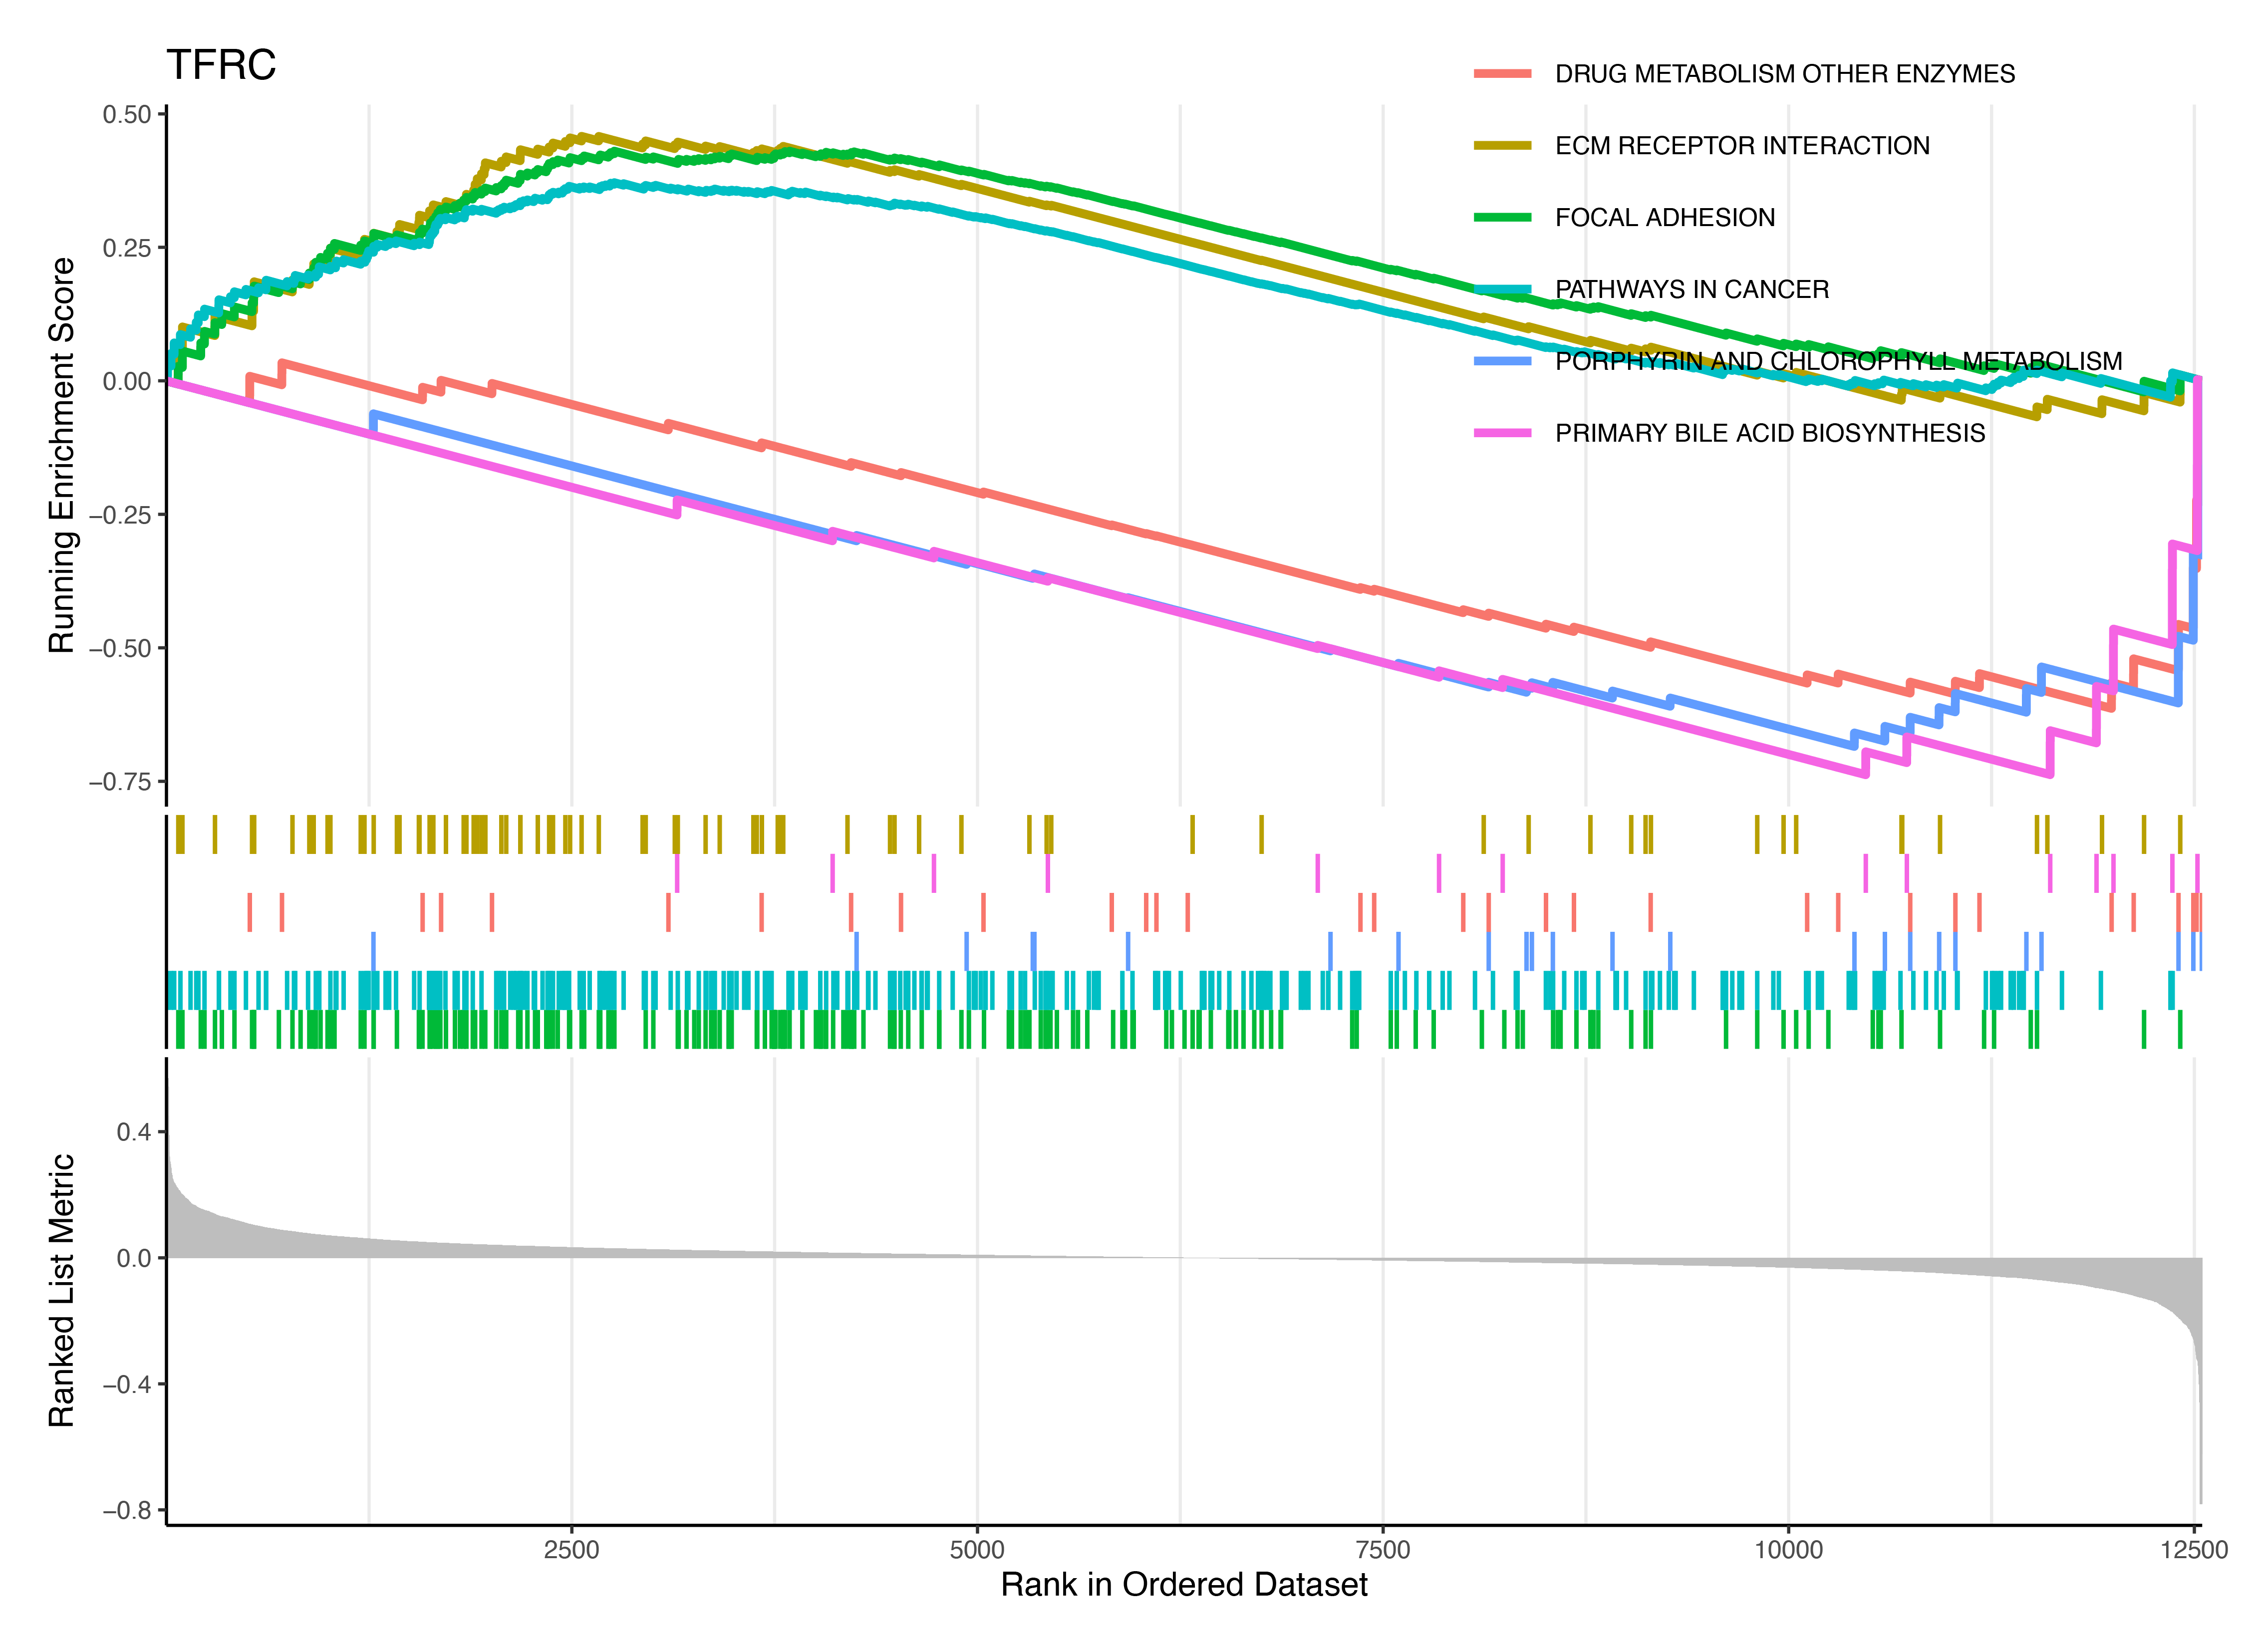 TFRC
DRUG METABOLISM OTHER ENZYMES
ECM RECEPTOR INTERACTION
FOCAL ADHESION
PATHWAYS IN CANCER
PORPHYRIN AND CHLOROPHYLL METABOLISM
PRIMARY BILE ACID BIOSYNTHESIS
Running Enrichment Score
0.50
0.25
0.00
−0.25
−0.50
−0.75
Ranked List Metric
0.4
0.0
−0.4
−0.8
2500 5000 7500 10000 12500
Rank in Ordered Dataset